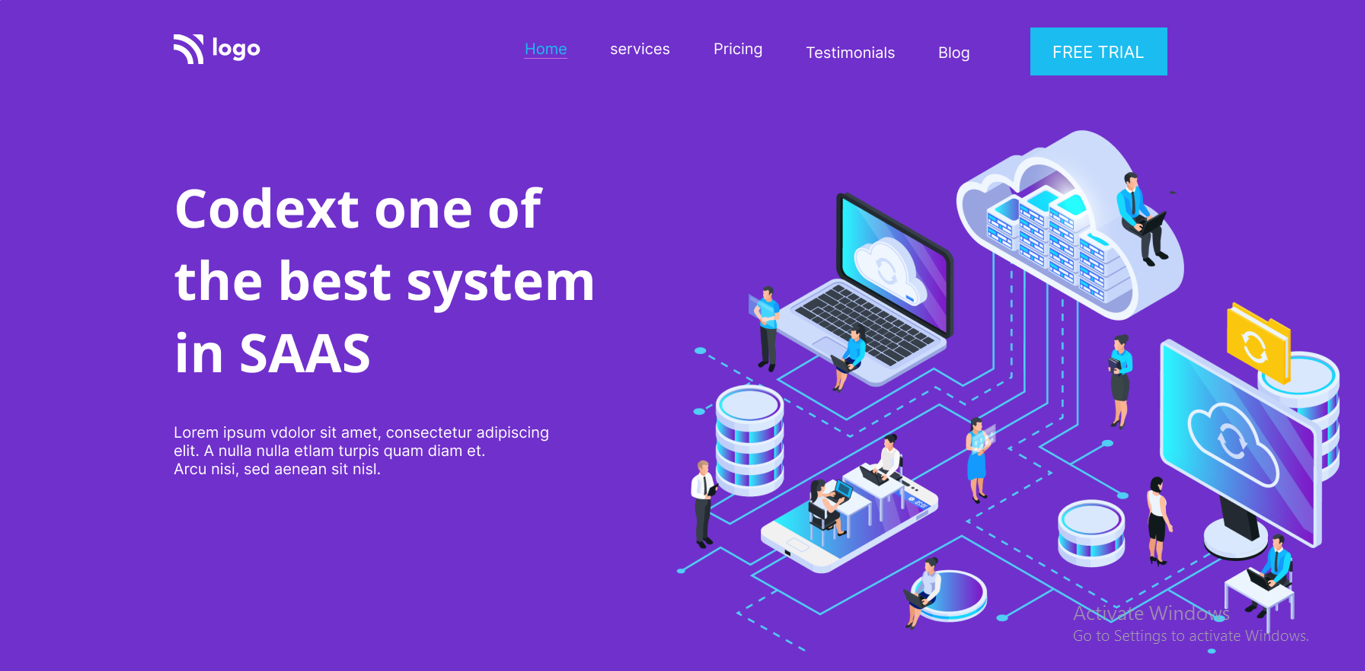 logo
Home services Pricing Testimonials Blog FREE TRIAL
Codext one of
the best system
in SAAS
Lorem ipsum vdolor sit amet, consectetur adipiscing
elit. A nulla nulla etlam turpis quam diam et.
Arcu nisi, sed aenean sit nisl.
Activate Windows
Go to Settings to activate Windows.